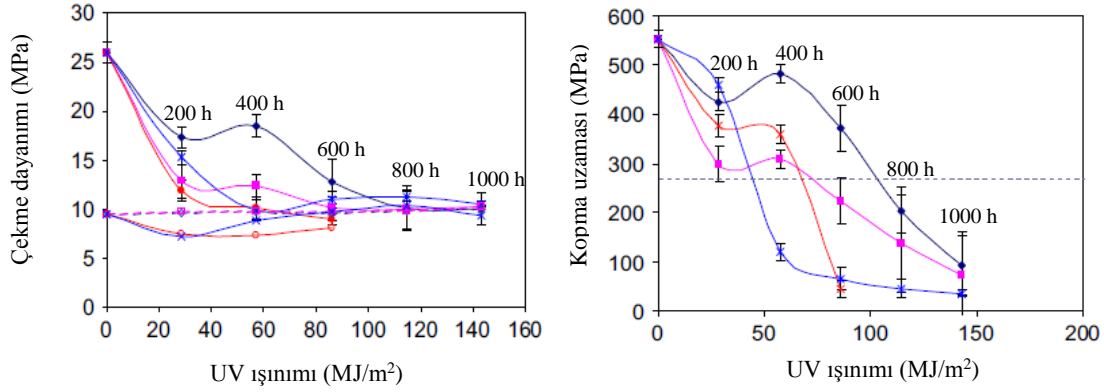 Çekme dayanımı (MPa)
30
25
20
15
10
5
0
200 h
400 h
600 h
800 h
1000 h
0 20 40 60 80 100 120 140 160
UV ışınımı (MJ/m²)
Kopma uzaması (MPa)
600
500
400
300
200
100
0
200 h
400 h
600 h
800 h
1000 h
0 50 100 150 200
UV ışınımı (MJ/m²)